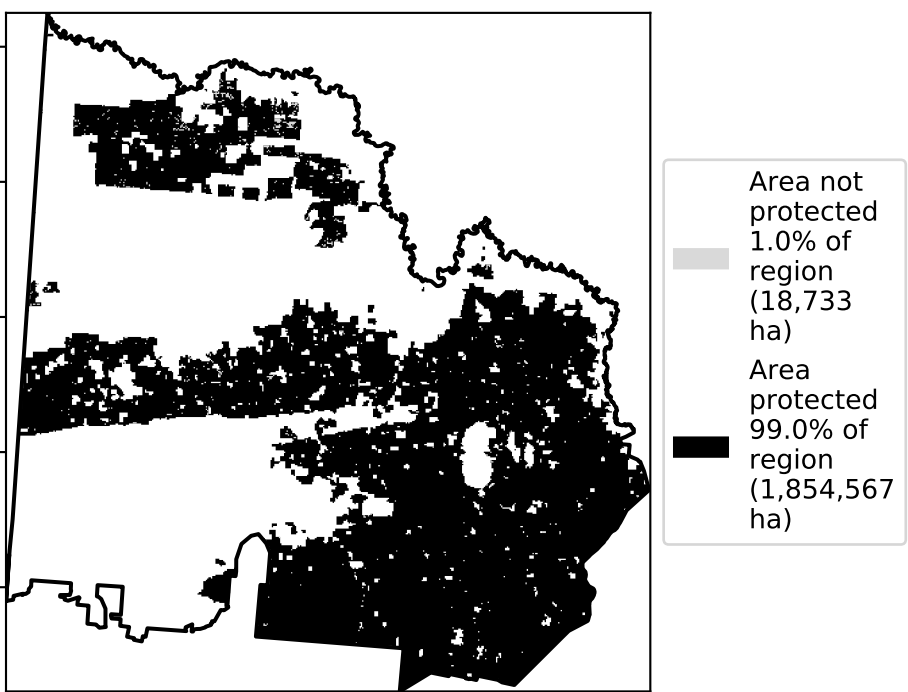 Area not
protected
1.0% of
region
(18,733
ha)
Area
protected
99.0% of
region
(1,854,567
ha)